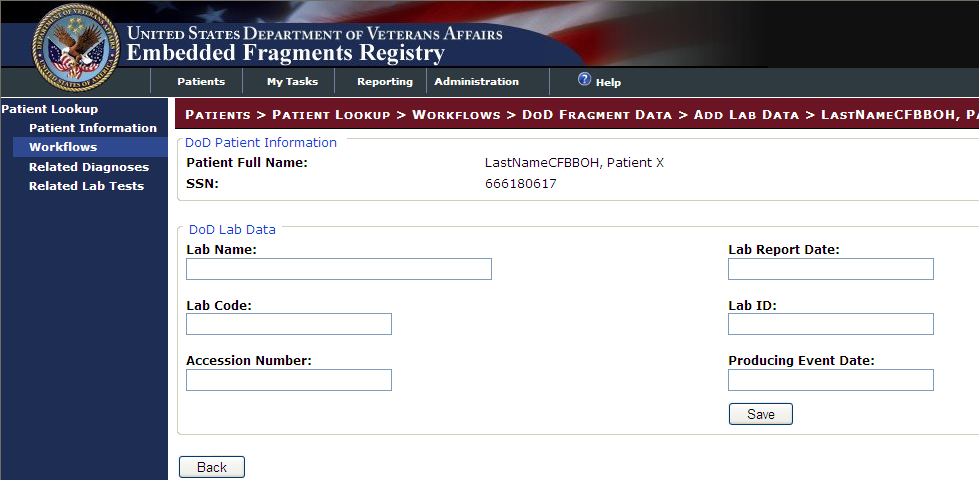 UNITED STATES DEPARTMENT OF VETERANS AFFAIRS
Embedded Fragments Registry
Patients
My Tasks
Reporting
Administration
? Help
Patient Lookup
Patient Information
Workflows
Related Diagnoses
Related Lab Tests
PATIENTS > PATIENT LOOKUP > WORKFLOWS > DOD FRAGMENT DATA > ADD LAB DATA > LASTNAMECFBBOH, PA
DoD Patient Information
Patient Full Name: LastNameCFBBOH, Patient X
SSN: 666180617
DoD Lab Data
Lab Name: Lab Report Date:
Lab Code: Lab ID:
Accession Number: Producing Event Date:
Save
Back